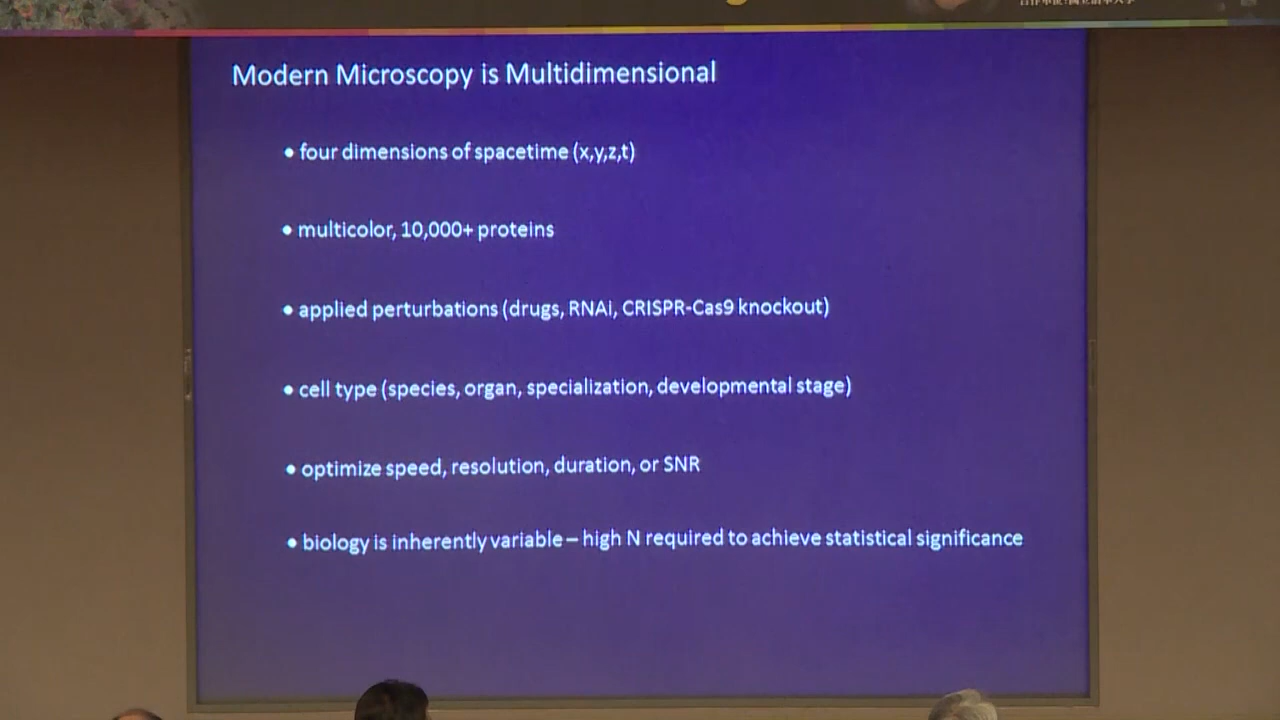 Modern Microscopy is Multidimensional
• four dimensions of spacetime (x,y,z,t)
• multicolor, 10,000+ proteins
• applied perturbations (drugs, RNAi, CRISPR-Cas9 knockout)
• cell type (species, organ, specialization, developmental stage)
• optimize speed, resolution, duration, or SNR
• biology is inherently variable – high N required to achieve statistical significance